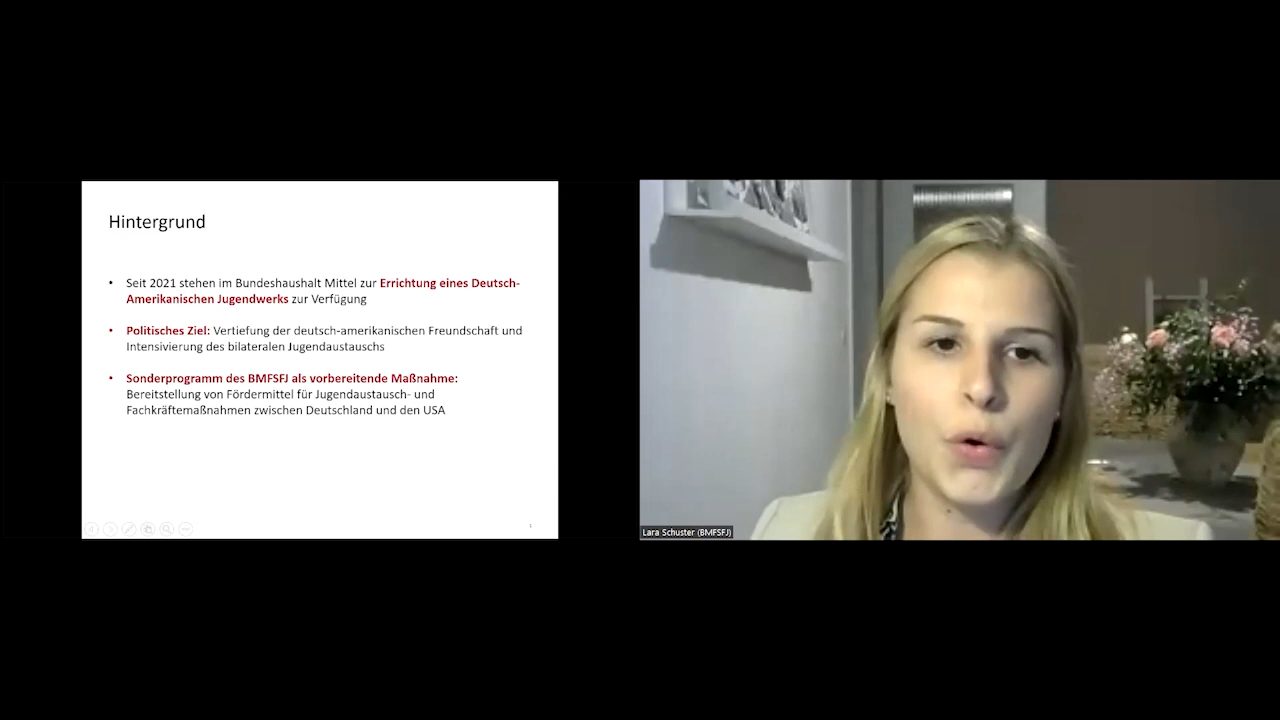 Hintergrund
• Seit 2021 stehen im Bundeshaushalt Mittel zur Errichtung eines Deutsch-
Amerikanischen Jugendwerks zur Verfügung
• Politisches Ziel: Vertiefung der deutsch-amerikanischen Freundschaft und
Intensivierung des bilateralen Jugendaustauschs
• Sonderprogramm des BMFSFJ als vorbereitende Maßnahme:
Bereitstellung von Fördermittel für Jugendaustausch- und
Fachkräftemaßnahmen zwischen Deutschland und den USA
Lara Schuster (BMFSFJ)